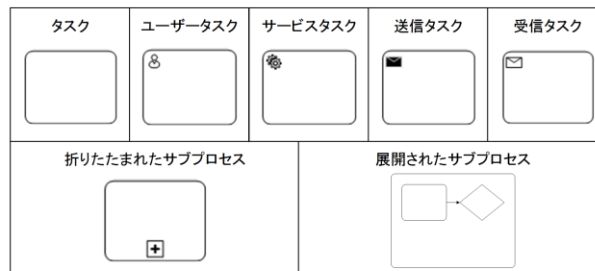 タスク
ユーザータスク
サービスタスク
送信タスク
受信タスク
折りたたまれたサブプロセス
展開されたサブプロセス